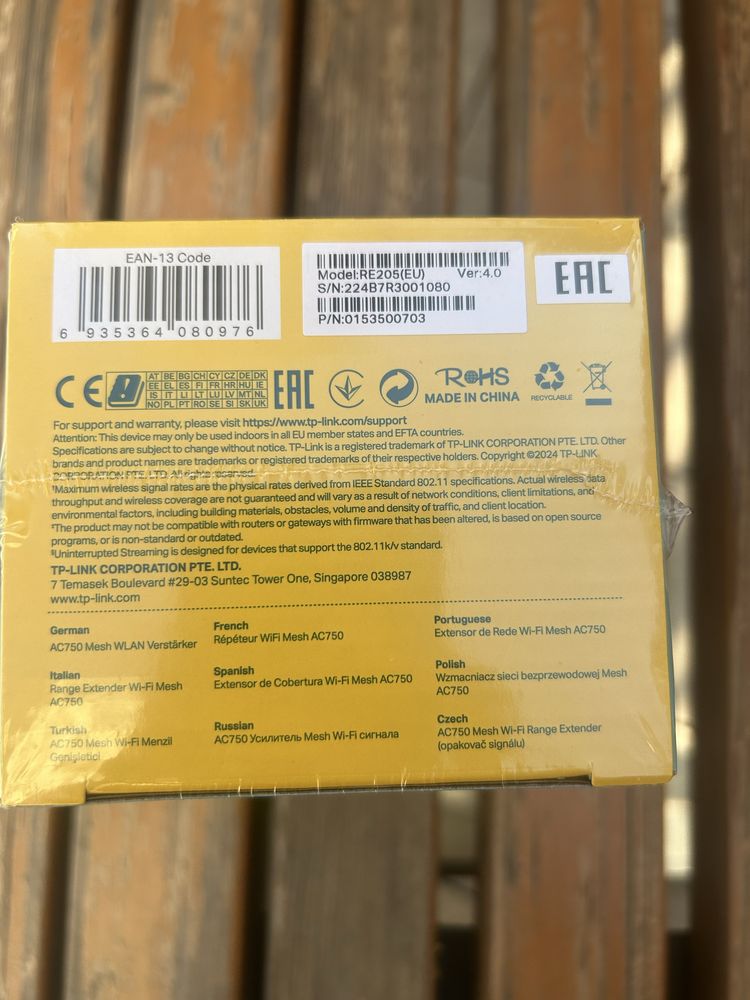 EAN-13 Code
6 935364 080976
Model:RE205(EU) Ver:4.0
S/N:224B7R3001080
P/N:0153500703
EAC
CE
AT BE BG CH CY CZ DE DK
EE EL ES FI FR HR HU IE
IS IT LI LT LU LV MT NL
NO PL PT RO SE SI SK UK
EAC
RoHS
MADE IN CHINA
RECYCLABLE
For support and warranty, please visit https://www.tp-link.com/support
Attention: This device may only be used indoors in all EU member states and EFTA countries.
Specifications are subject to change without notice. TP-Link is a registered trademark of TP-LINK CORPORATION PTE. LTD. Other
brands and product names are trademarks or registered trademarks of their respective holders. Copyright ©2024 TP-LINK
CORPORATION PTE. LTD. All rights reserved.
†Maximum wireless signal rates are the physical rates derived from IEEE Standard 802.11 specifications. Actual wireless data
throughput and wireless coverage are not guaranteed and will vary as a result of network conditions, client limitations, and
environmental factors, including building materials, obstacles, volume and density of traffic, and client location.
‡The product may not be compatible with routers or gateways with firmware that has been altered, is based on open source
programs, or is non-standard or outdated.
§Uninterrupted Streaming is designed for devices that support the 802.11k/v standard.
TP-LINK CORPORATION PTE. LTD.
7 Temasek Boulevard #29-03 Suntec Tower One, Singapore 038987
www.tp-link.com
German
AC750 Mesh WLAN Verstärker
French
Répéteur WiFi Mesh AC750
Portuguese
Extensor de Rede Wi-Fi Mesh AC750
Italian
Range Extender Wi-Fi Mesh
AC750
Spanish
Extensor de Cobertura Wi-Fi Mesh AC750
Polish
Wzmacniacz sieci bezprzewodowej Mesh
AC750
Turkish
AC750 Mesh Wi-Fi Menzil
Genişletici
Russian
AC750 Усилитель Mesh Wi-Fi сигнала
Czech
AC750 Mesh Wi-Fi Range Extender
(opakovač signálu)